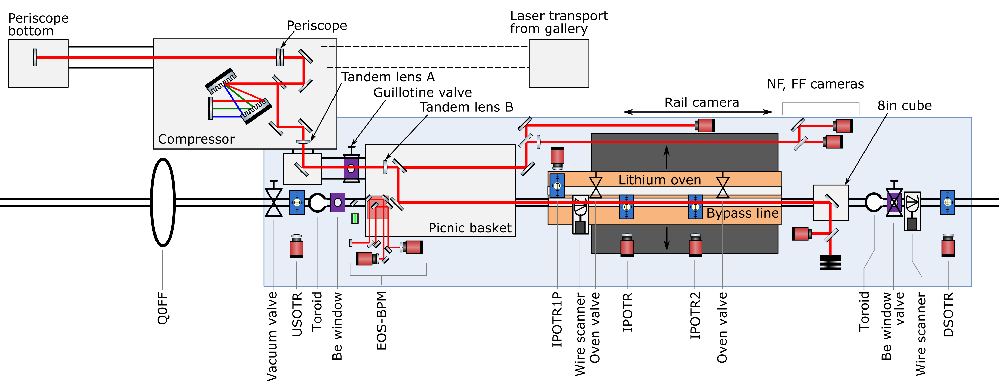 Periscope
bottom
Periscope
Laser transport
from gallery
Tandem lens A
Guillotine valve
Tandem lens B
NF, FF cameras
Rail camera
8in cube
Compressor
Lithium oven
Bypass line
Picnic basket
Q0FF
Vacuum valve
USOTR
Toroid
Be window
EOS-BPM
IPOTR1P
Wire scanner
Oven valve
IPOTR
IPOTR2
Oven valve
Toroid
Be window
valve
Wire scanner
DSOTR